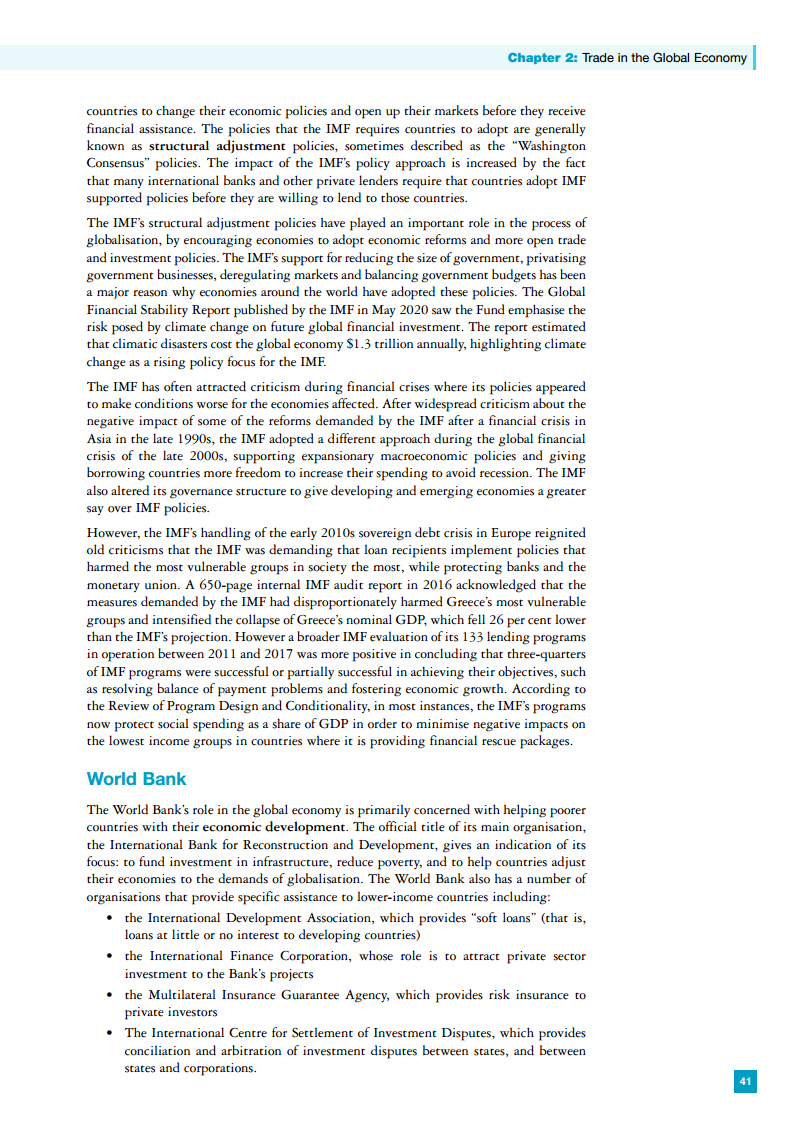 Chapter 2: Trade in the Global Economy
countries to change their economic policies and open up their markets before they receive
financial assistance. The policies that the IMF requires countries to adopt are generally
known as structural adjustment policies, sometimes described as the “Washington
Consensus” policies. The impact of the IMF’s policy approach is increased by the fact
that many international banks and other private lenders require that countries adopt IMF
supported policies before they are willing to lend to those countries.
The IMF’s structural adjustment policies have played an important role in the process of
globalisation, by encouraging economies to adopt economic reforms and more open trade
and investment policies. The IMF’s support for reducing the size of government, privatising
government businesses, deregulating markets and balancing government budgets has been
a major reason why economies around the world have adopted these policies. The Global
Financial Stability Report published by the IMF in May 2020 saw the Fund emphasise the
risk posed by climate change on future global financial investment. The report estimated
that climatic disasters cost the global economy $1.3 trillion annually, highlighting climate
change as a rising policy focus for the IMF.
The IMF has often attracted criticism during financial crises where its policies appeared
to make conditions worse for the economies affected. After widespread criticism about the
negative impact of some of the reforms demanded by the IMF after a financial crisis in
Asia in the late 1990s, the IMF adopted a different approach during the global financial
crisis of the late 2000s, supporting expansionary macroeconomic policies and giving
borrowing countries more freedom to increase their spending to avoid recession. The IMF
also altered its governance structure to give developing and emerging economies a greater
say over IMF policies.
However, the IMF’s handling of the early 2010s sovereign debt crisis in Europe reignited
old criticisms that the IMF was demanding that loan recipients implement policies that
harmed the most vulnerable groups in society the most, while protecting banks and the
monetary union. A 650-page internal IMF audit report in 2016 acknowledged that the
measures demanded by the IMF had disproportionately harmed Greece’s most vulnerable
groups and intensified the collapse of Greece’s nominal GDP, which fell 26 per cent lower
than the IMF’s projection. However a broader IMF evaluation of its 133 lending programs
in operation between 2011 and 2017 was more positive in concluding that three-quarters
of IMF programs were successful or partially successful in achieving their objectives, such
as resolving balance of payment problems and fostering economic growth. According to
the Review of Program Design and Conditionality, in most instances, the IMF’s programs
now protect social spending as a share of GDP in order to minimise negative impacts on
the lowest income groups in countries where it is providing financial rescue packages.
World Bank
The World Bank’s role in the global economy is primarily concerned with helping poorer
countries with their economic development. The official title of its main organisation,
the International Bank for Reconstruction and Development, gives an indication of its
focus: to fund investment in infrastructure, reduce poverty, and to help countries adjust
their economies to the demands of globalisation. The World Bank also has a number of
organisations that provide specific assistance to lower-income countries including:
• the International Development Association, which provides “soft loans” (that is,
loans at little or no interest to developing countries)
• the International Finance Corporation, whose role is to attract private sector
investment to the Bank’s projects
• the Multilateral Insurance Guarantee Agency, which provides risk insurance to
private investors
• The International Centre for Settlement of Investment Disputes, which provides
conciliation and arbitration of investment disputes between states, and between
states and corporations.
41